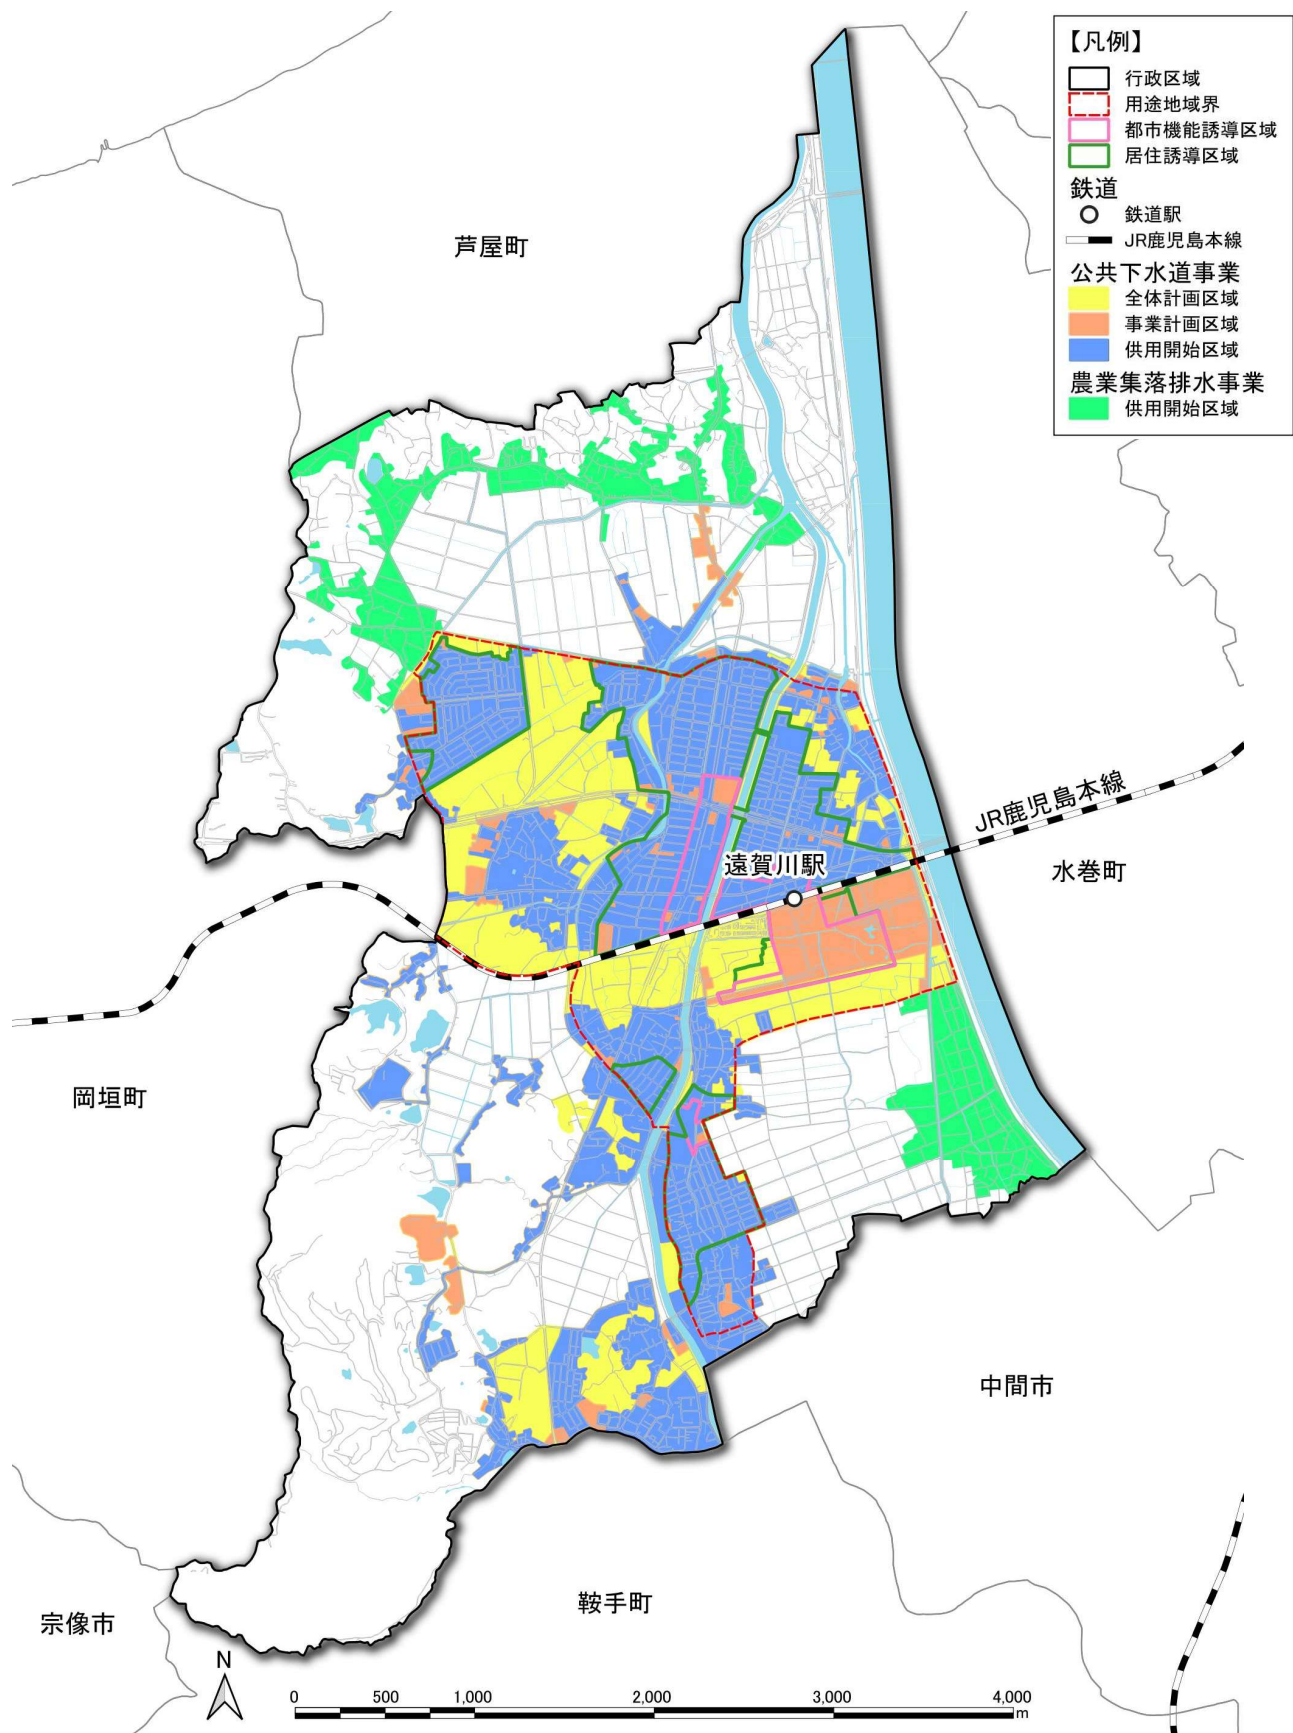 【凡例】
行政区域
用途地域界
都市機能誘導区域
居住誘導区域
鉄道
鉄道駅
JR鹿児島本線
公共下水道事業
全体計画区域
事業計画区域
供用開始区域
農業集落排水事業
供用開始区域
芦屋町
JR鹿児島本線
遠賀川駅
水巻町
岡垣町
中間市
鞍手町
宗像市
N
0 500 1,000 2,000 3,000 4,000
m